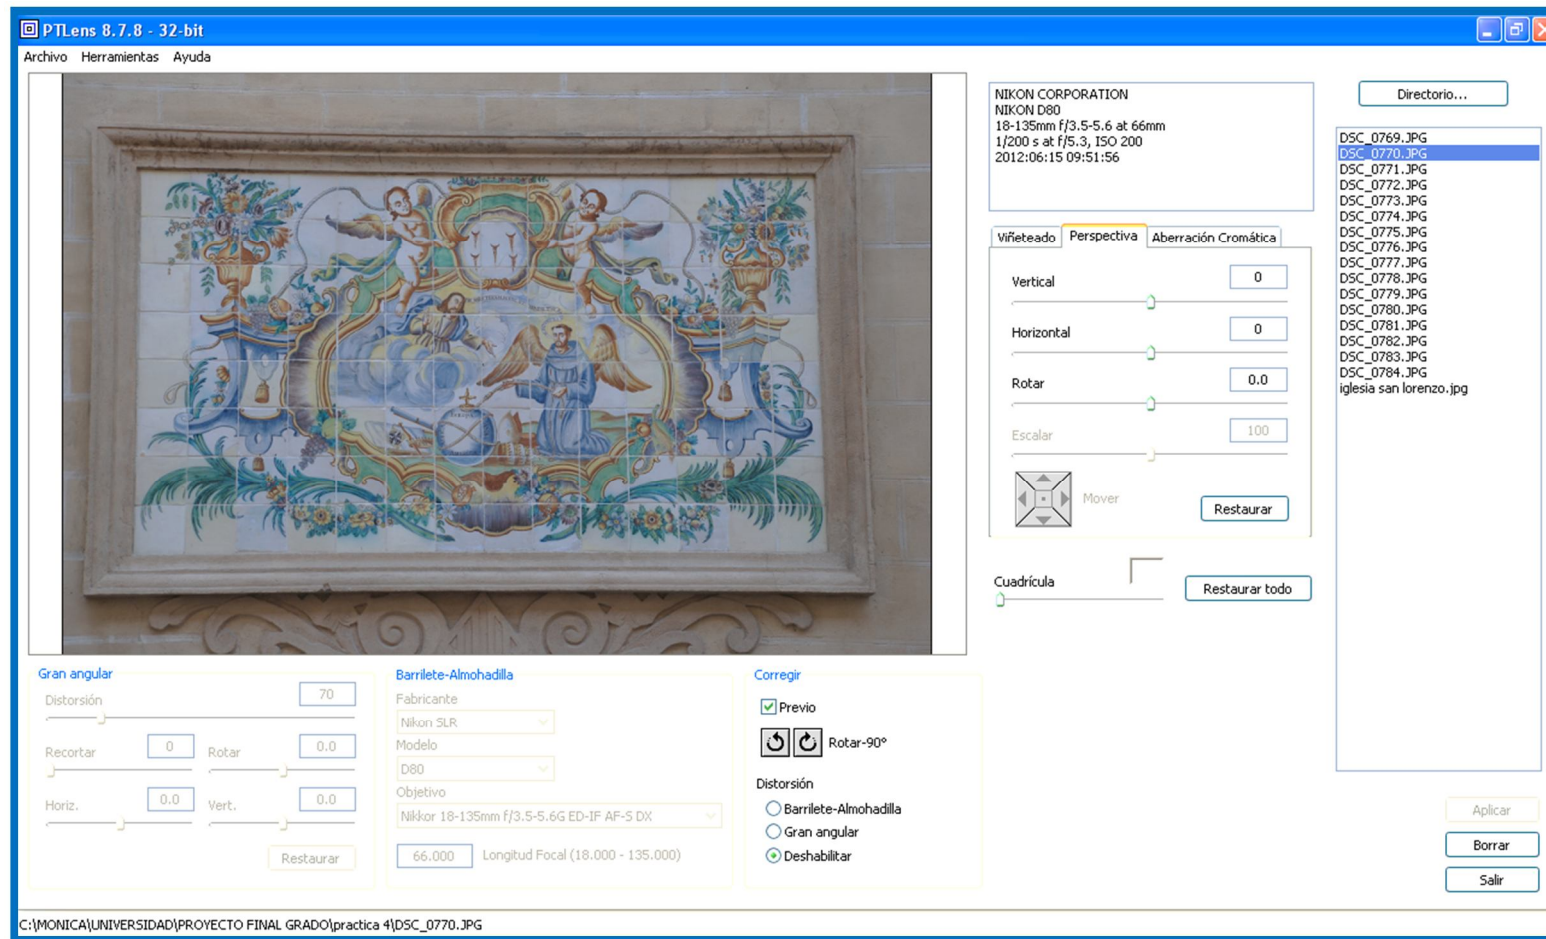 PTLens 8.7.8 - 32-bit
Archivo Herramientas Ayuda
NIKON CORPORATION
NIKON D80
18-135mm f/3.5-5.6 at 66mm
1/200 s at f/5.3, ISO 200
2012:06:15 09:51:56
Directorio...
DSC_0769.JPG
DSC_0770.JPG
DSC_0771.JPG
DSC_0772.JPG
DSC_0773.JPG
DSC_0774.JPG
DSC_0775.JPG
DSC_0776.JPG
DSC_0777.JPG
DSC_0778.JPG
DSC_0779.JPG
DSC_0780.JPG
DSC_0781.JPG
DSC_0782.JPG
DSC_0783.JPG
DSC_0784.JPG
iglesia san lorenzo.jpg
Viñeteado Perspectiva Aberración Cromática
Vertical 0
Horizontal 0
Rotar 0.0
Escalar 100
Mover
Restaurar
Cuadrícula
Restaurar todo
Gran angular
Distorsión 70
Recortar 0 Rotar 0.0
Horiz. 0.0 Vert. 0.0
Restaurar
Barrilete-Almohadilla
Fabricante
Nikon SLR
Modelo
D80
Objetivo
Nikkor 18-135mm f/3.5-5.6G ED-IF AF-S DX
66.000 Longitud Focal (18.000 - 135.000)
Corregir
Previo
Rotar-90°
Distorsión
Barrilete-Almohadilla
Gran angular
Deshabilitar
Aplicar
Borrar
Salir
C:\MONICA\UNIVERSIDAD\PROYECTO FINAL GRADO\practica 4\DSC_0770.JPG